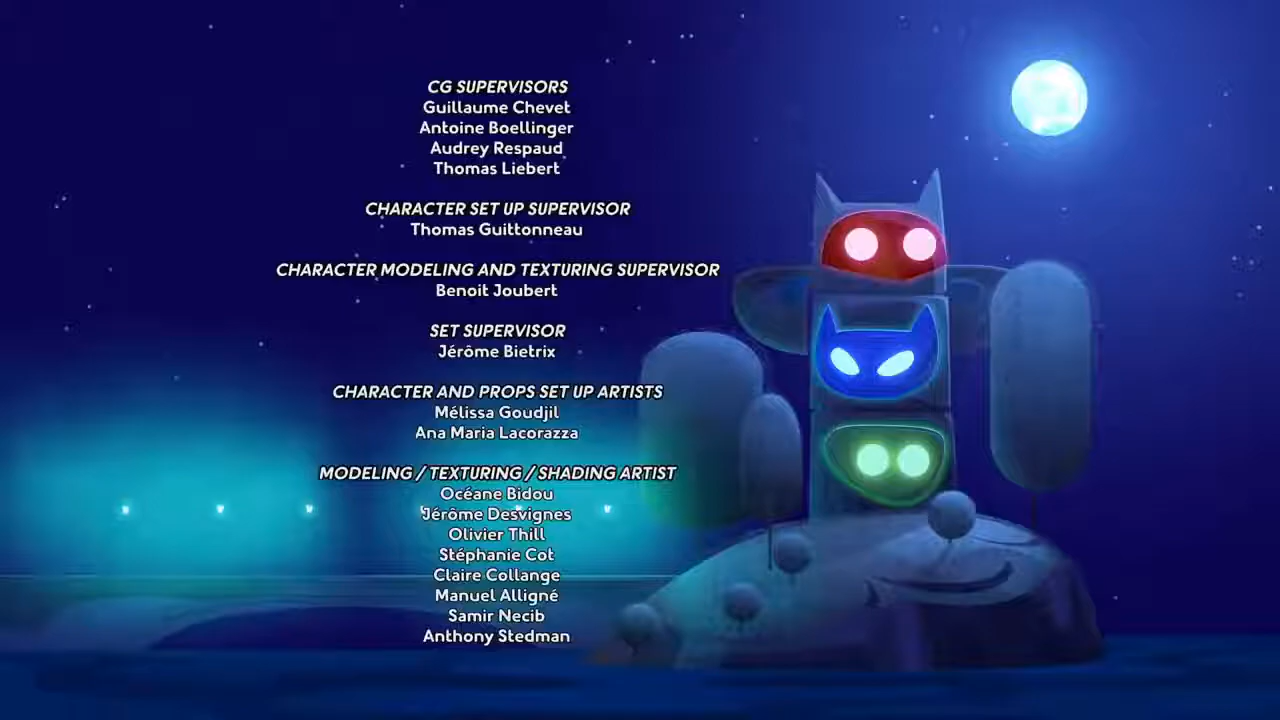 CG SUPERVISORS
Guillaume Chevet
Antoine Boellinger
Audrey Respaud
Thomas Liebert
CHARACTER SET UP SUPERVISOR
Thomas Guittonneau
CHARACTER MODELING AND TEXTURING SUPERVISOR
Benoit Joubert
SET SUPERVISOR
Jérôme Bietrix
CHARACTER AND PROPS SET UP ARTISTS
Mélissa Goudjil
Ana Maria Lacorazza
MODELING / TEXTURING / SHADING ARTIST
Océane Bidou
Jérôme Desvignes
Olivier Thill
Stéphanie Cot
Claire Collange
Manuel Alligné
Samir Necib
Anthony Stedman